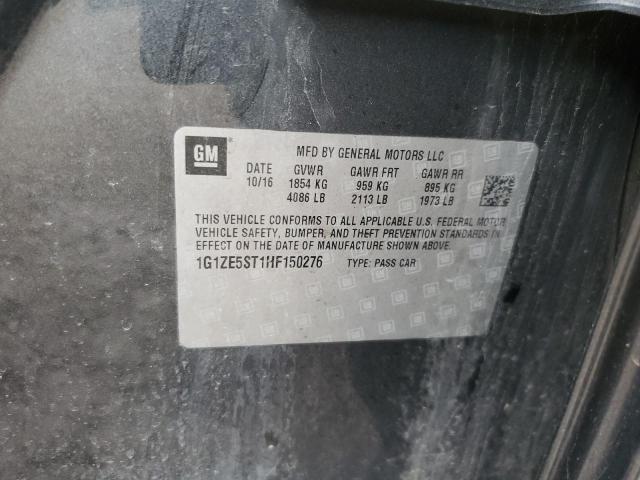 GM
MFD BY GENERAL MOTORS LLC
DATE GVWR GAWR FRT GAWR RR
10/16 1854 KG 959 KG 895 KG
4086 LB 2113 LB 1973 LB
THIS VEHICLE CONFORMS TO ALL APPLICABLE U.S. FEDERAL MOTOR
VEHICLE SAFETY, BUMPER, AND THEFT PREVENTION STANDARDS IN
EFFECT ON THE DATE OF MANUFACTURE SHOWN ABOVE.
1G1ZE5ST1HF150276 TYPE: PASS CAR